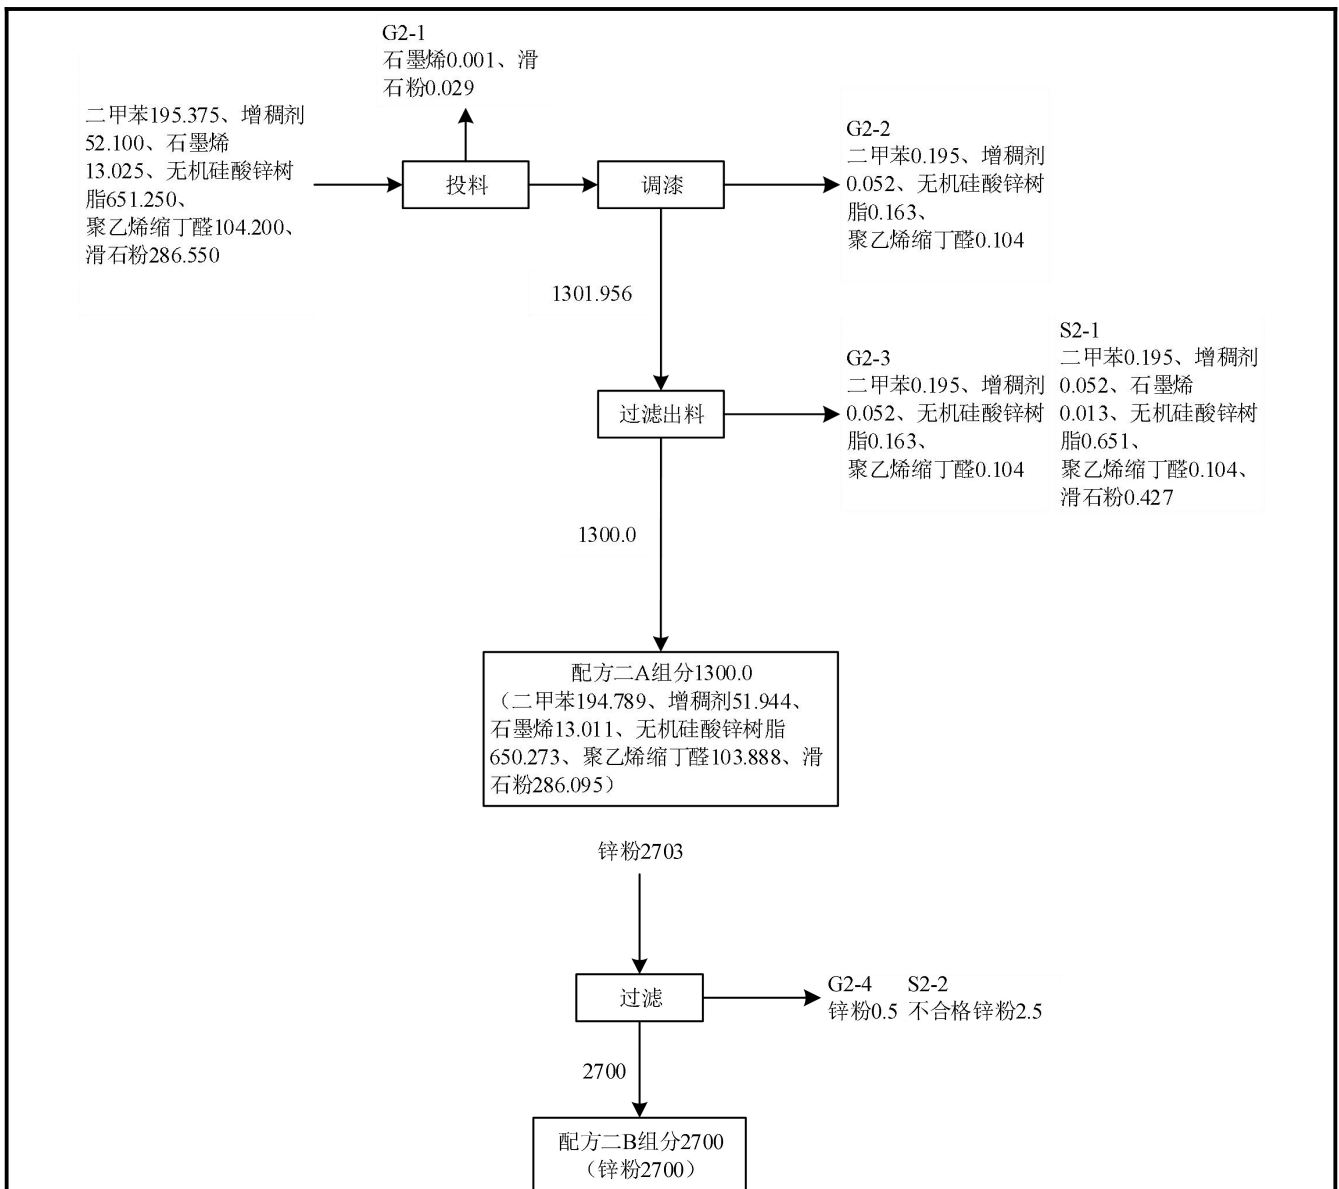 G2-1
石墨烯0.001、滑
石粉0.029
二甲苯195.375、增稠剂
52.100、石墨烯
13.025、无机硅酸锌树
脂651.250、
聚乙烯缩丁醛104.200、
滑石粉286.550
投料
调漆
G2-2
二甲苯0.195、增稠剂
0.052、无机硅酸锌树
脂0.163、
聚乙烯缩丁醛0.104
1301.956
过滤出料
G2-3
二甲苯0.195、增稠剂
0.052、无机硅酸锌树
脂0.163、
聚乙烯缩丁醛0.104
S2-1
二甲苯0.195、增稠剂
0.052、石墨烯
0.013、无机硅酸锌树
脂0.651、
聚乙烯缩丁醛0.104、
滑石粉0.427
1300.0
配方二A组分1300.0
（二甲苯194.789、增稠剂51.944、
石墨烯13.011、无机硅酸锌树脂
650.273、聚乙烯缩丁醛103.888、滑
石粉286.095）
锌粉2703
过滤
G2-4
锌粉0.5
S2-2
不合格锌粉2.5
2700
配方二B组分2700
（锌粉2700）